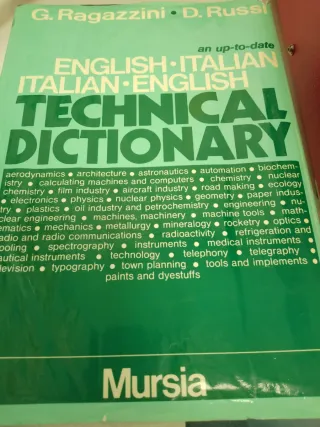 G. Ragazzini • D. Russi
an up-to-date
ENGLISH • ITALIAN
ITALIAN • ENGLISH
TECHNICAL
DICTIONARY
aerodynamics • architecture • astronautics • automation • biochem-
istry • calculating machines and computers • chemistry • nuclear
chemistry • film industry • aircraft industry • road making • ecology
• electronics • physics • nuclear physics • geometry • paper indus-
try • plastics • oil industry and petrochemistry • engineering • nu-
clear engineering • machines, machinery • machine tools • math-
ematics • mechanics • metallurgy • mineralogy • rocketry • optics
radio and radio communications • radioactivity • refrigeration and
cooling • spectrography • instruments • medical instruments •
nautical instruments • technology • telephony • telegraphy •
television • typography • town planning • tools and implements •
paints and dyestuffs
Mursia